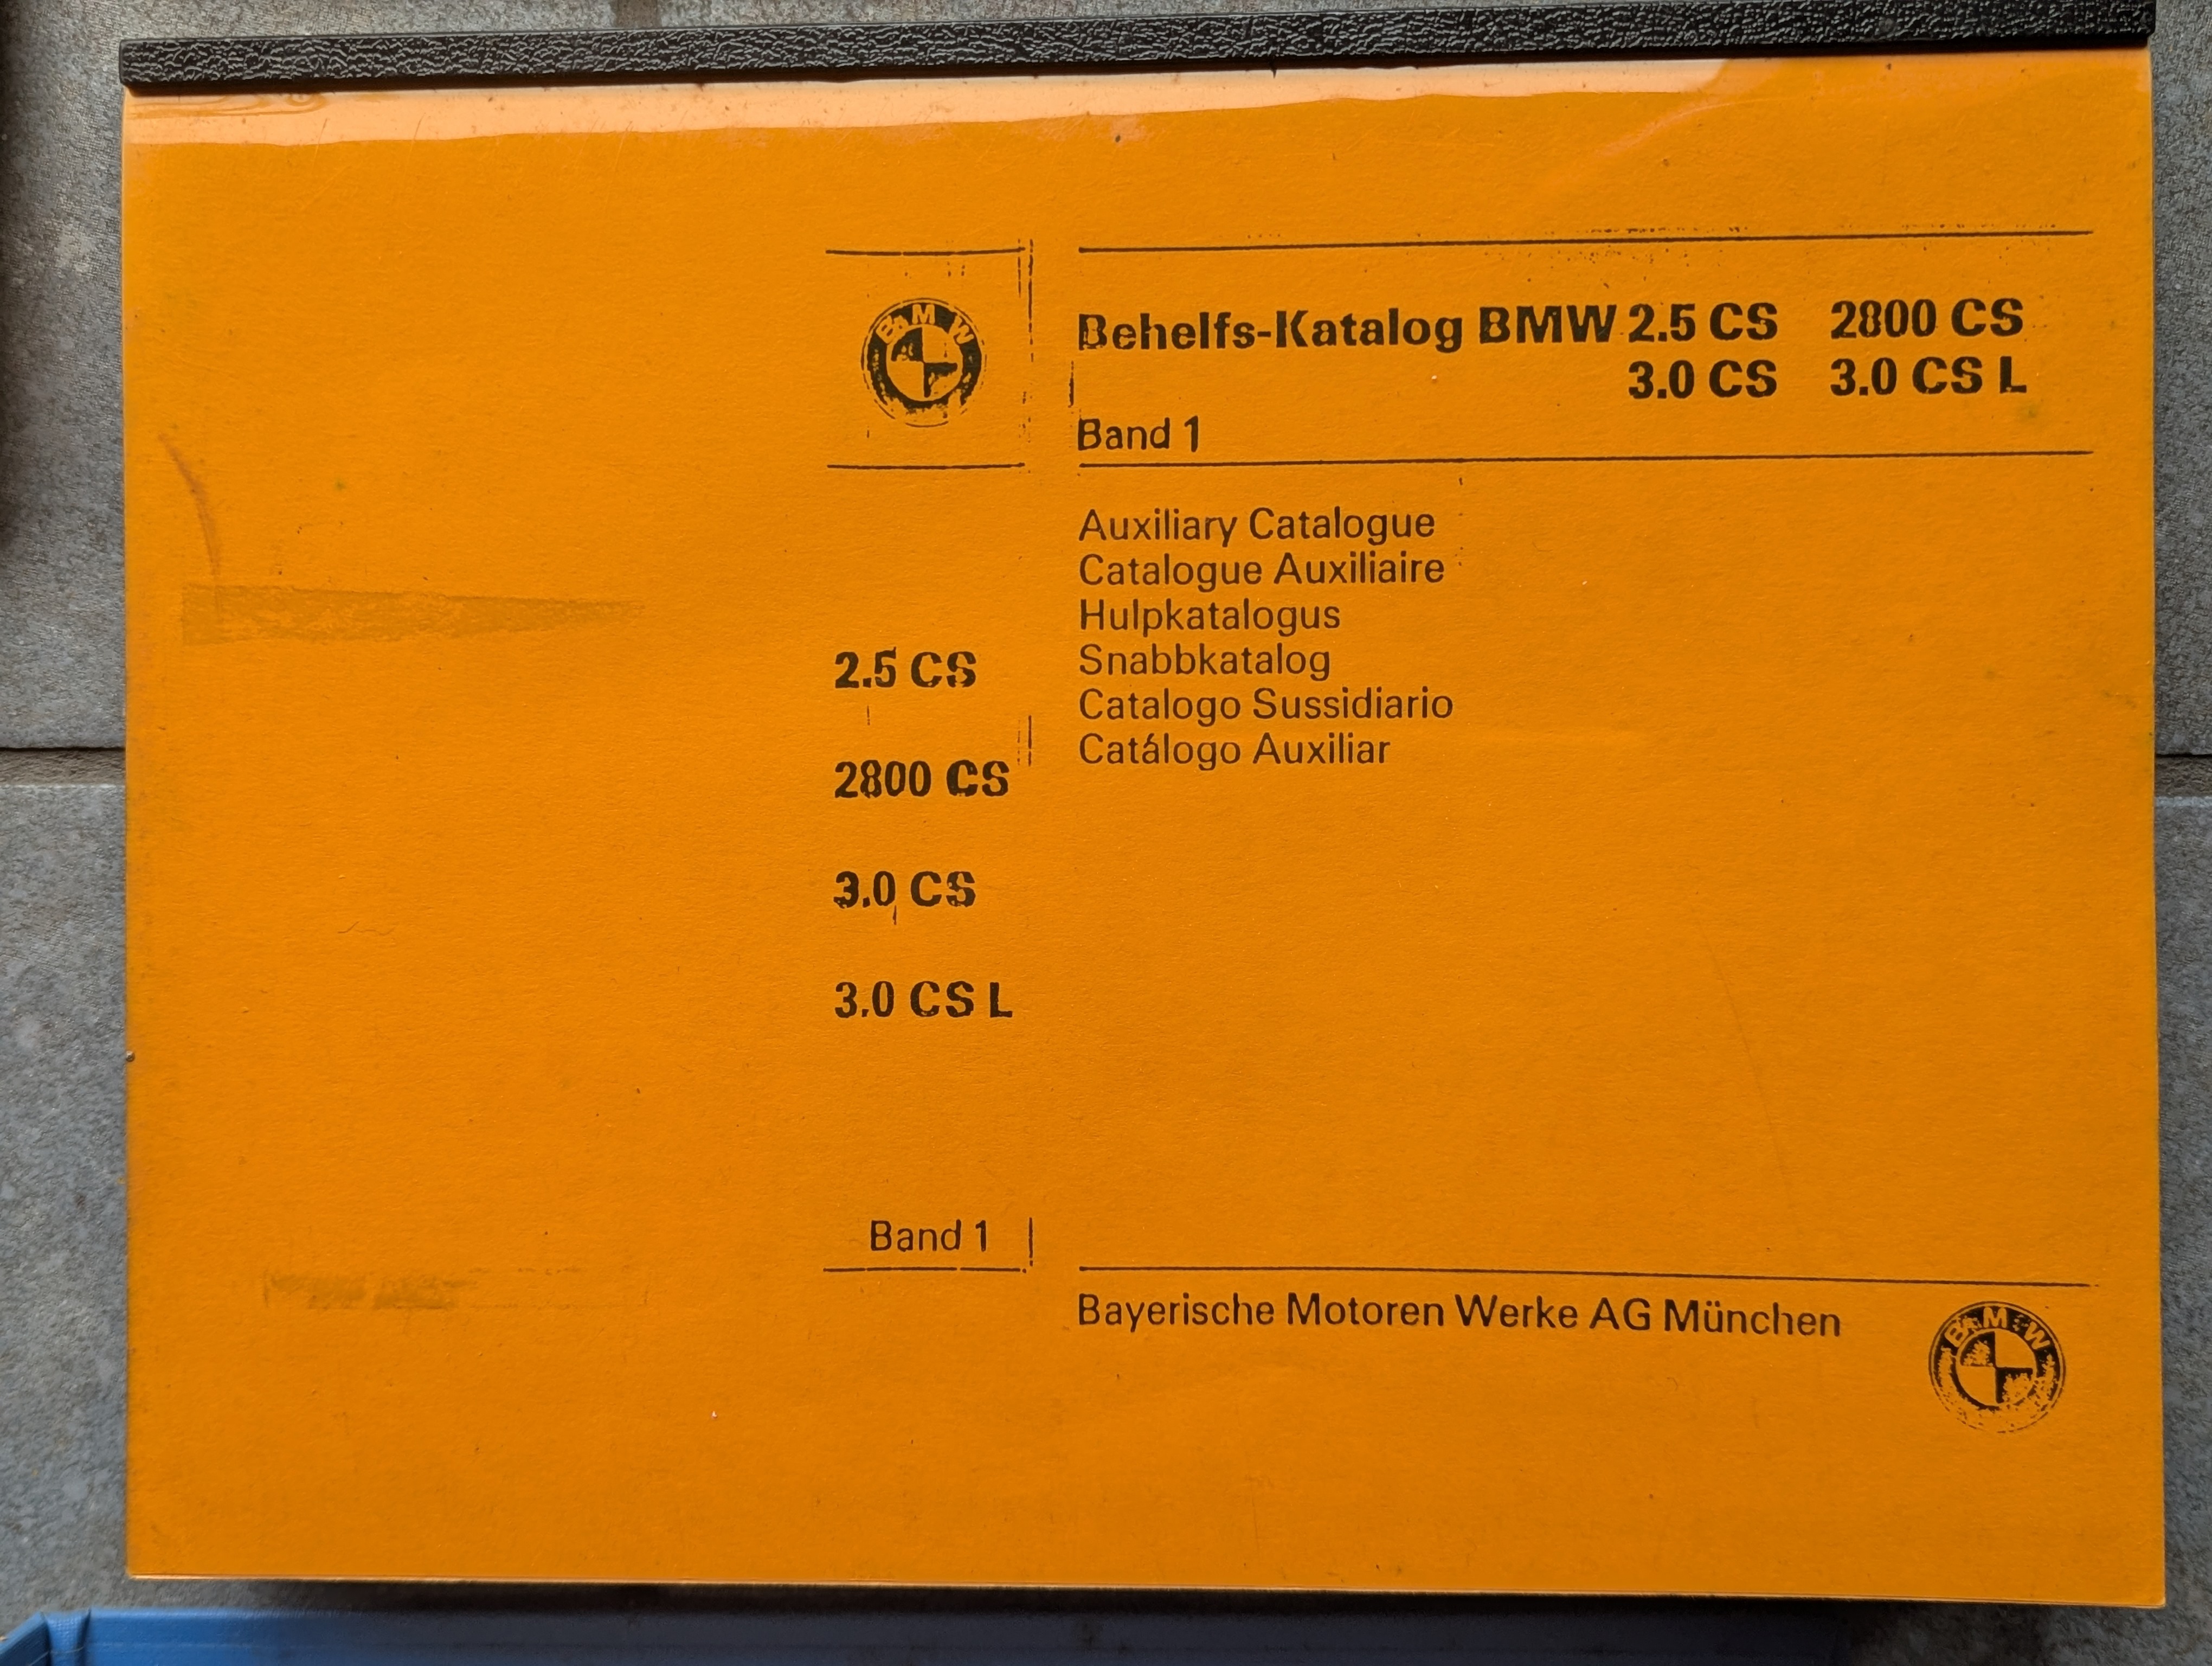 BMW
Behelfs-Katalog BMW 2.5 CS 2800 CS
3.0 CS 3.0 CS L
Band 1
Auxiliary Catalogue
Catalogue Auxiliaire
Hulpkatalogus
Snabbkatalog
Catalogo Sussidiario
Catálogo Auxiliar
2.5 CS
2800 CS
3.0 CS
3.0 CS L
Band 1
Bayerische Motoren Werke AG München
BMW